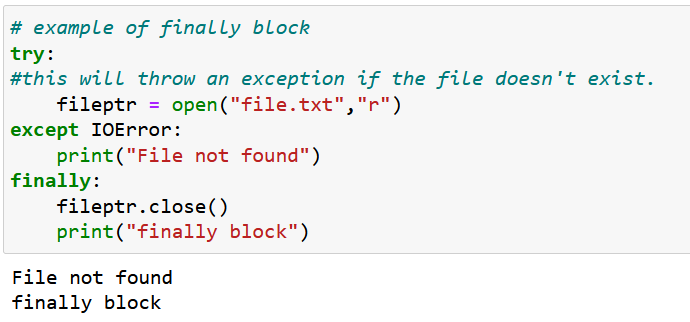 # example of finally block
try:
#this will throw an exception if the file doesn't exist.
    fileptr = open("file.txt","r")
except IOError:
    print("File not found")
finally:
    fileptr.close()
    print("finally block")
File not found
finally block